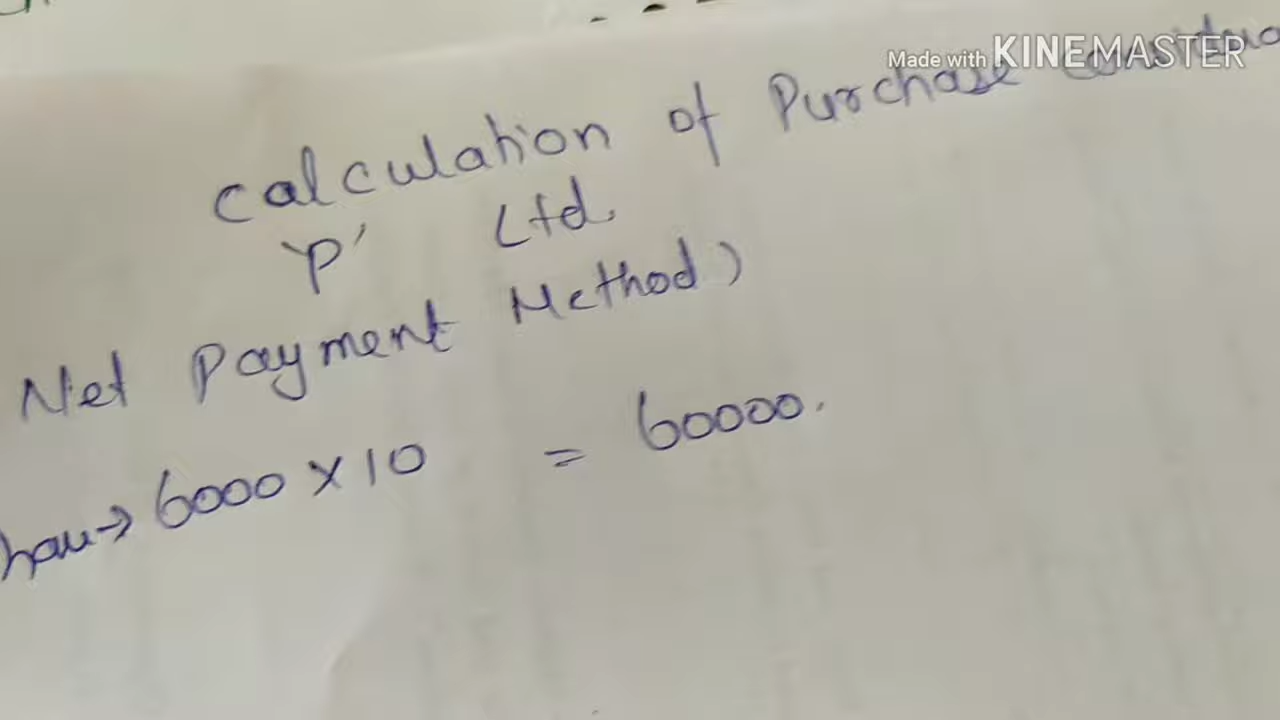 Made with KINEMASTER
Calculation of Purchase
'P' Ltd.
Net Payment Method)
→ 6000 X 10 = 60000.